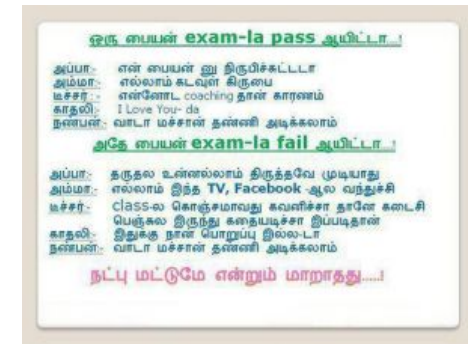 ஒரு பையன் exam-la pass ஆயிட்டா...!
அப்பா:- என் பையன் னு நிருபிச்சுட்டடா
அம்மா:- எல்லாம் கடவுள் கிருபை
டீச்சர்:- என்னோட coaching தான் காரணம்
காதலி:- I Love You- da
நண்பன்:- வாடா மச்சான் தண்ணி அடிக்கலாம்
அதே பையன் exam-la fail ஆயிட்டா...!
அப்பா:- தருதல உன்னல்லாம் திருத்தவே முடியாது
அம்மா:- எல்லாம் இந்த TV, Facebook -ஆல வந்துச்சி
டீச்சர்:- class-ல கொஞ்சமாவது கவனிச்சா தானே கடைசி
பெஞ்கல இருந்து கதையடிச்சா இப்படிதான்
காதலி:- இதுக்கு நான் பொறுப்பு இல்ல-டா
நண்பன்:- வாடா மச்சான் தண்ணி அடிக்கலாம்
நட்பு மட்டுமே என்றும் மாறாதது.....!